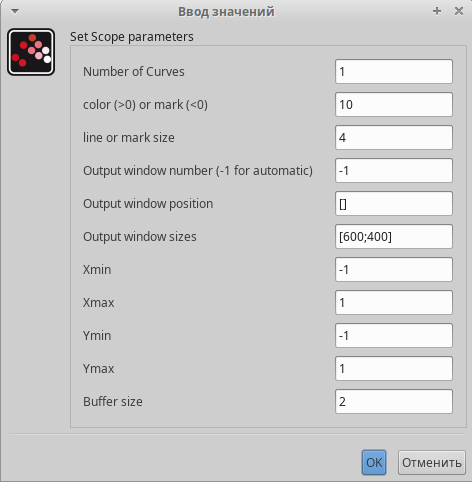 Ввод значений
Set Scope parameters
Number of Curves 1
color (>0) or mark (<0) 10
line or mark size 4
Output window number (-1 for automatic) -1
Output window position []
Output window sizes [600;400]
Xmin -1
Xmax 1
Ymin -1
Ymax 1
Buffer size 2
OK Отменить